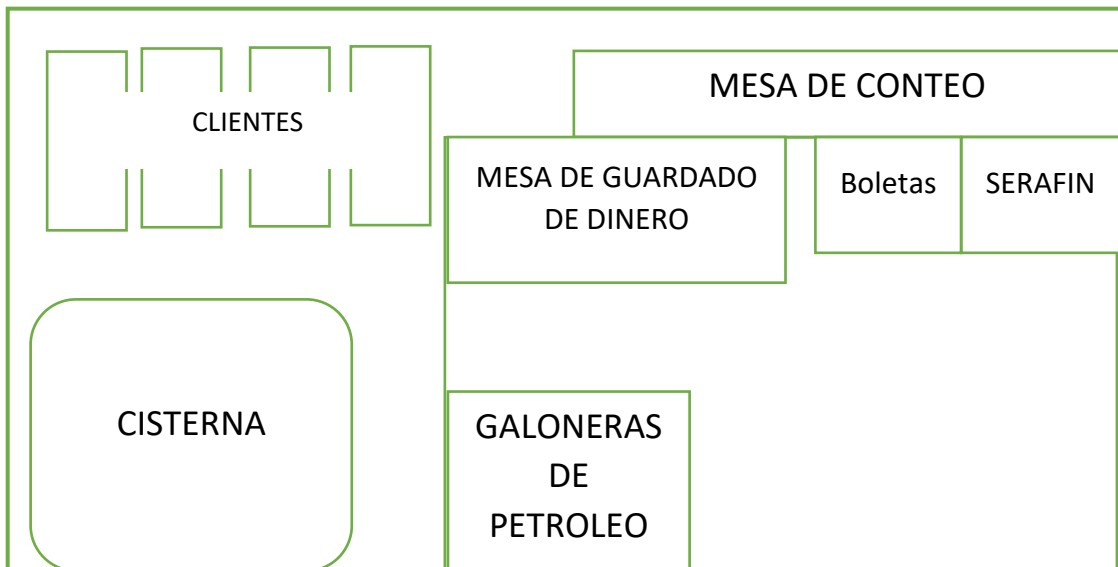 CLIENTES
MESA DE CONTEO
MESA DE GUARDADO
DE DINERO
Boletas
SERAFIN
CISTERNA
GALONERAS
DE
PETROLEO